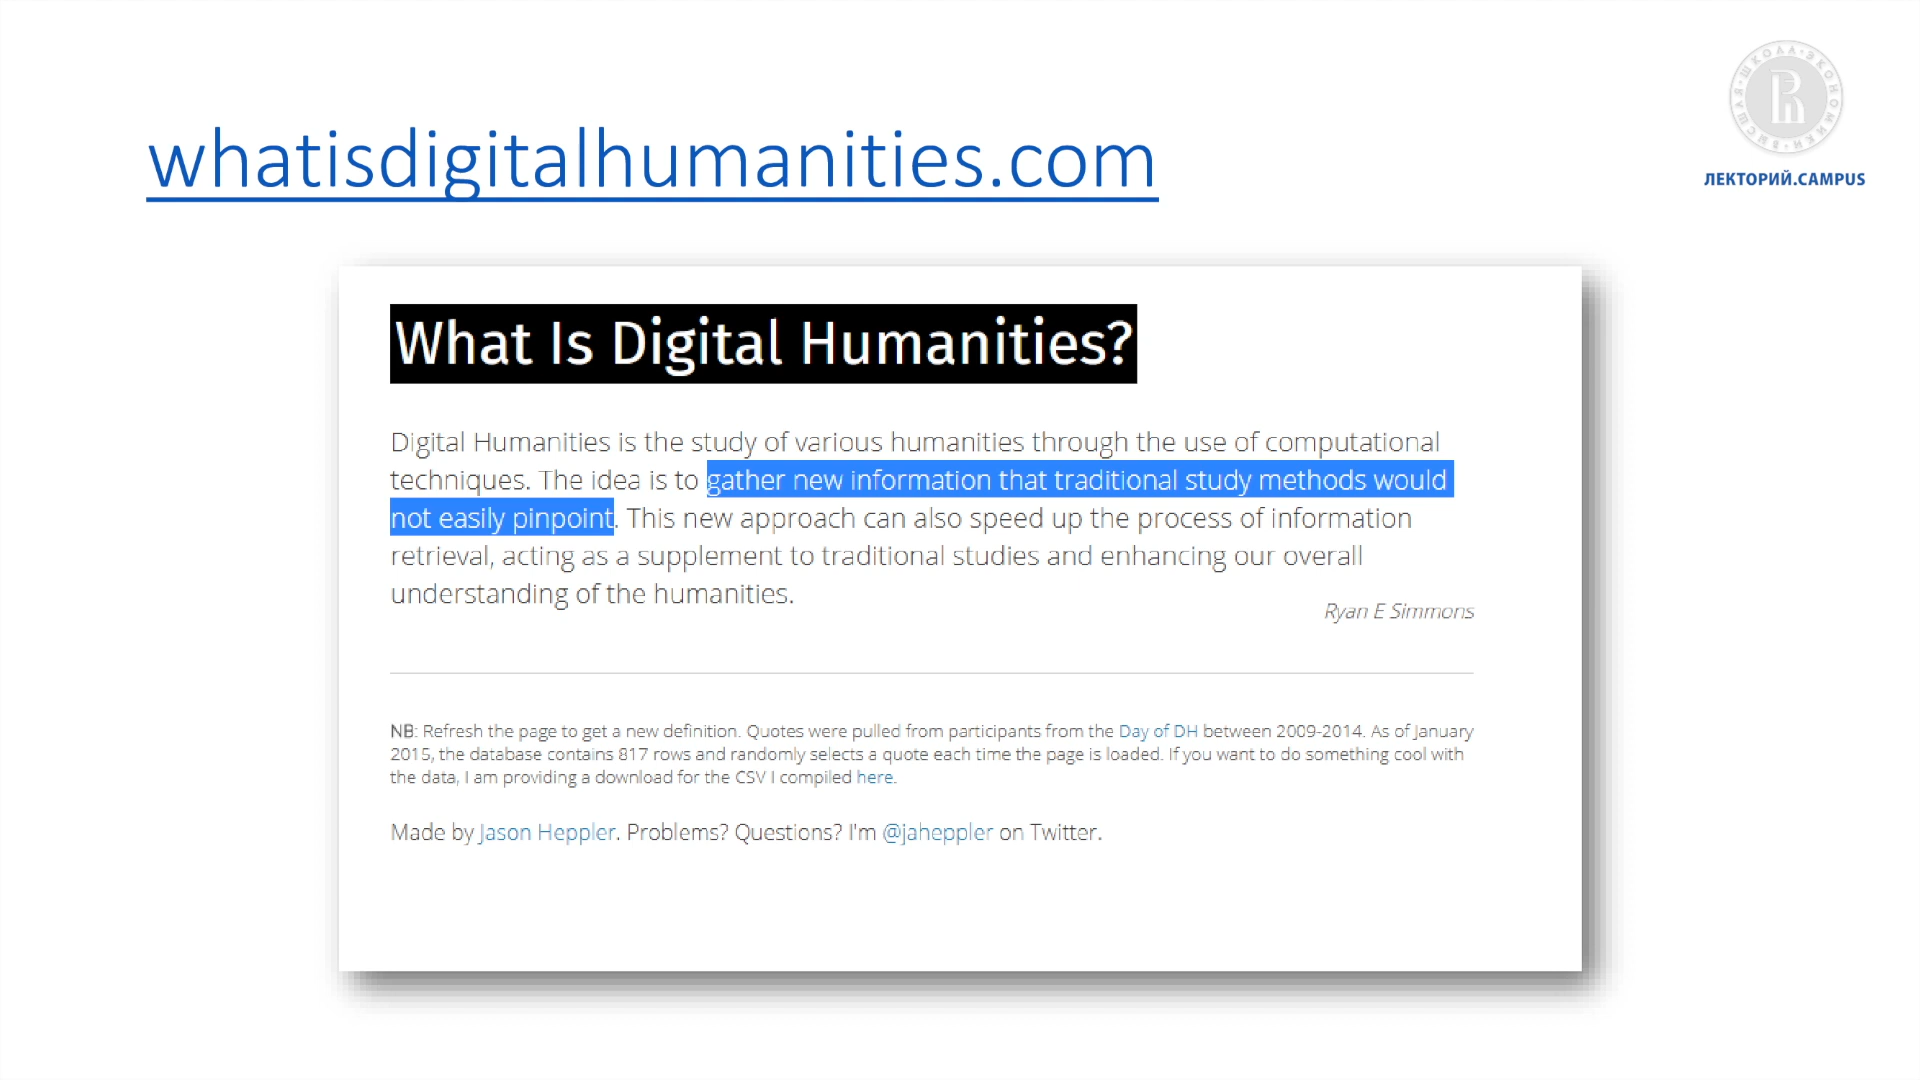 whatisdigitalhumanities.com
ВЫСШАЯ ШКОЛА ЭКОНОМИКИ
ЛЕКТОРИЙ.CAMPUS
What Is Digital Humanities?
Digital Humanities is the study of various humanities through the use of computational
techniques. The idea is to gather new information that traditional study methods would
not easily pinpoint. This new approach can also speed up the process of information
retrieval, acting as a supplement to traditional studies and enhancing our overall
understanding of the humanities.
Ryan E Simmons
NB: Refresh the page to get a new definition. Quotes were pulled from participants from the Day of DH between 2009-2014. As of January
2015, the database contains 817 rows and randomly selects a quote each time the page is loaded. If you want to do something cool with
the data, I am providing a download for the CSV I compiled here.
Made by Jason Heppler. Problems? Questions? I'm @jaheppler on Twitter.